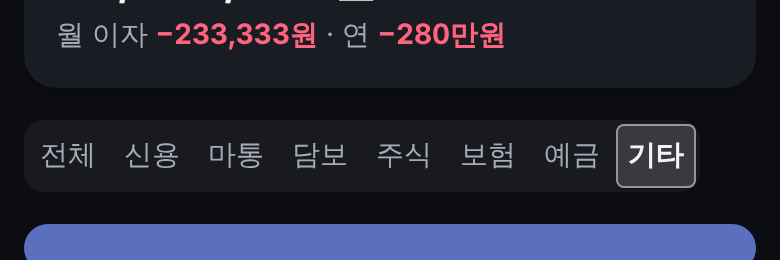 월 이자 −233,333원 · 연 −280만원
전체 신용 마통 담보 주식 보험 예금 기타